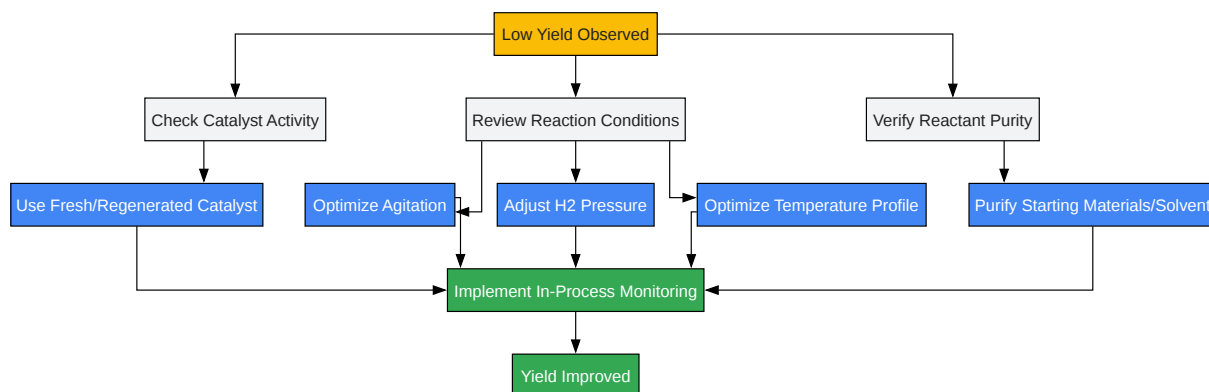 Low Yield Observed
Check Catalyst Activity
Review Reaction Conditions
Verify Reactant Purity
Use Fresh/Regenerated Catalyst
Optimize Agitation
Adjust H2 Pressure
Optimize Temperature Profile
Purify Starting Materials/Solvent
Implement In-Process Monitoring
Yield Improved